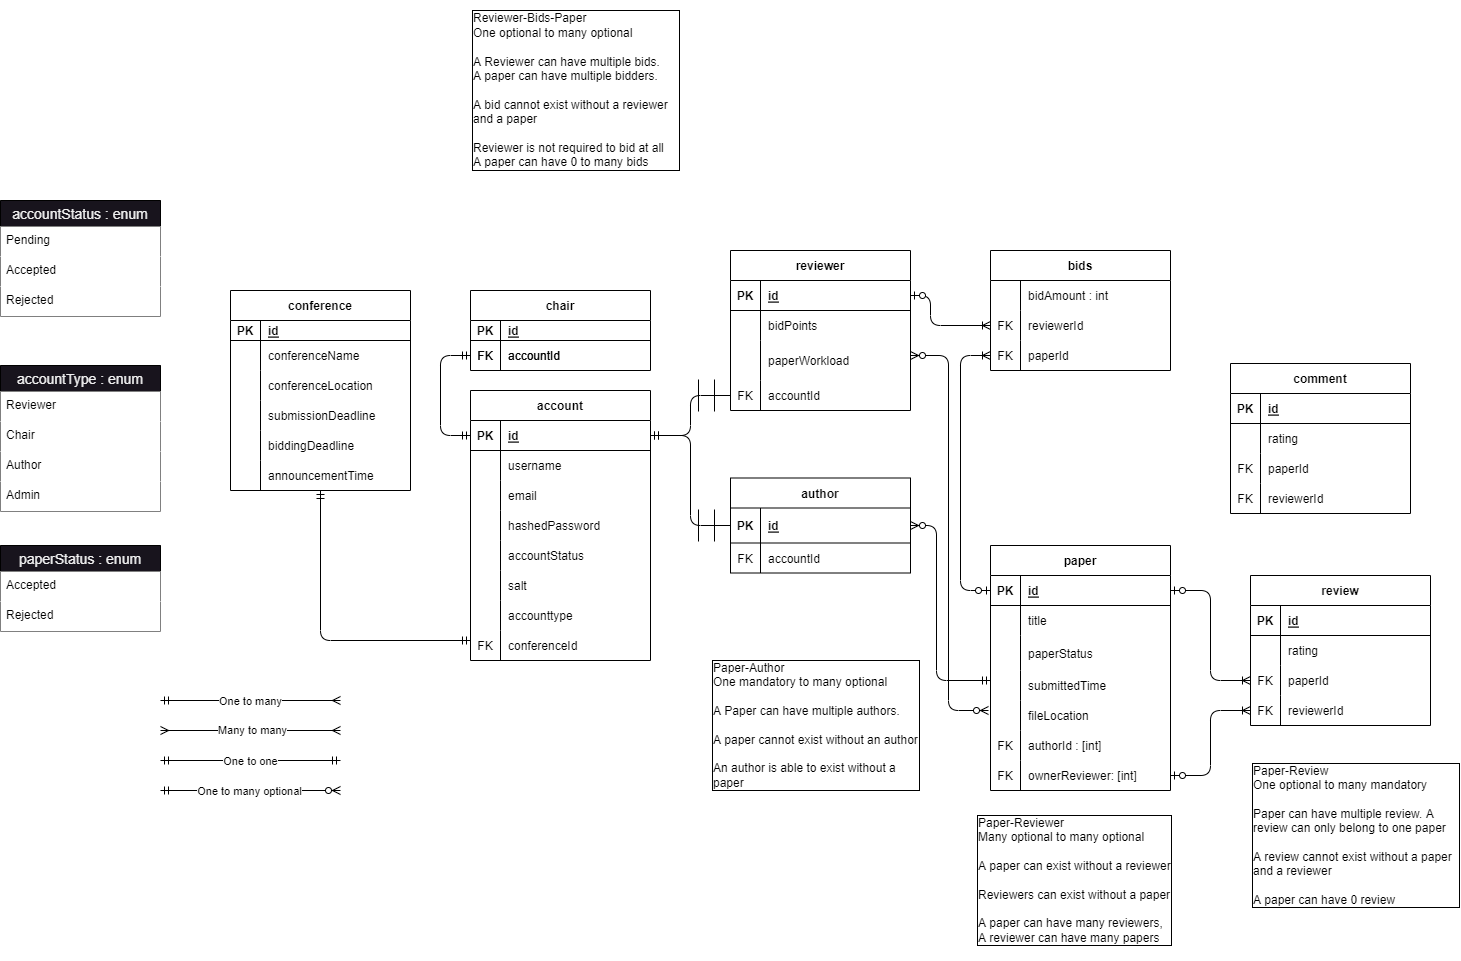 Reviewer-Bids-Paper
One optional to many optional
A Reviewer can have multiple bids.
A paper can have multiple bidders.
A bid cannot exist without a reviewer
and a paper
Reviewer is not required to bid at all
A paper can have 0 to many bids
accountStatus : enum
Pending
Accepted
Rejected
accountType : enum
Reviewer
Chair
Author
Admin
paperStatus : enum
Accepted
Rejected
One to many
Many to many
One to one
One to many optional
conference
PK id
conferenceName
conferenceLocation
submissionDeadline
biddingDeadline
announcementTime
chair
PK id
FK accountId
account
PK id
username
email
hashedPassword
accountStatus
salt
accounttype
FK conferenceId
reviewer
PK id
bidPoints
paperWorkload
FK accountId
author
PK id
FK accountId
Paper-Author
One mandatory to many optional
A Paper can have multiple authors.
A paper cannot exist without an author
An author is able to exist without a
paper
bids
bidAmount : int
FK reviewerId
FK paperId
paper
PK id
title
paperStatus
submittedTime
fileLocation
FK authorId : [int]
FK ownerReviewer: [int]
Paper-Reviewer
Many optional to many optional
A paper can exist without a reviewer
Reviewers can exist without a paper
A paper can have many reviewers,
A reviewer can have many papers
comment
PK id
rating
FK paperId
FK reviewerId
review
PK id
rating
FK paperId
FK reviewerId
Paper-Review
One optional to many mandatory
Paper can have multiple review. A
review can only belong to one paper
A review cannot exist without a paper
and a reviewer
A paper can have 0 review